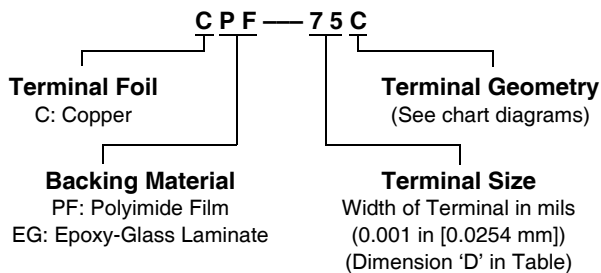 C P F –— 7 5 C
Terminal Foil
C: Copper
Terminal Geometry
(See chart diagrams)
Backing Material
PF: Polyimide Film
EG: Epoxy-Glass Laminate
Terminal Size
Width of Terminal in mils
(0.001 in [0.0254 mm])
(Dimension ‘D’ in Table)